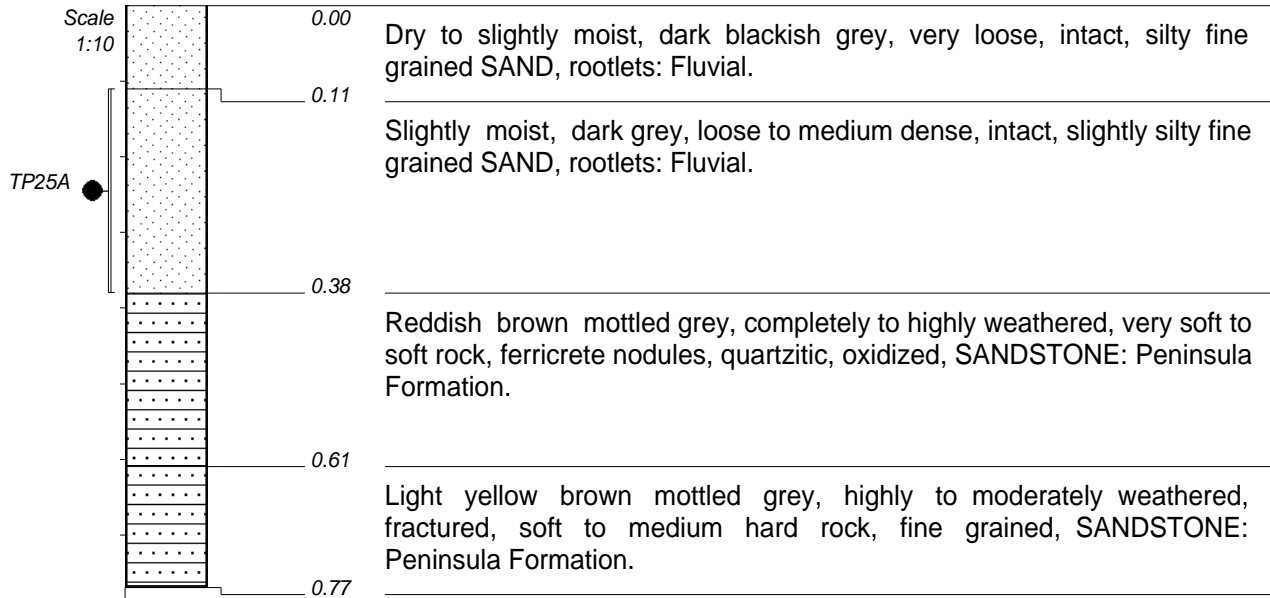 Scale
1:10
0.00
Dry to slightly moist, dark blackish grey, very loose, intact, silty fine
grained SAND, rootlets: Fluvial.
0.11
Slightly moist, dark grey, loose to medium dense, intact, slightly silty fine
grained SAND, rootlets: Fluvial.
TP25A
0.38
Reddish brown mottled grey, completely to highly weathered, very soft to
soft rock, ferricrete nodules, quartzitic, oxidized, SANDSTONE: Peninsula
Formation.
0.61
Light yellow brown mottled grey, highly to moderately weathered,
fractured, soft to medium hard rock, fine grained, SANDSTONE:
Peninsula Formation.
0.77